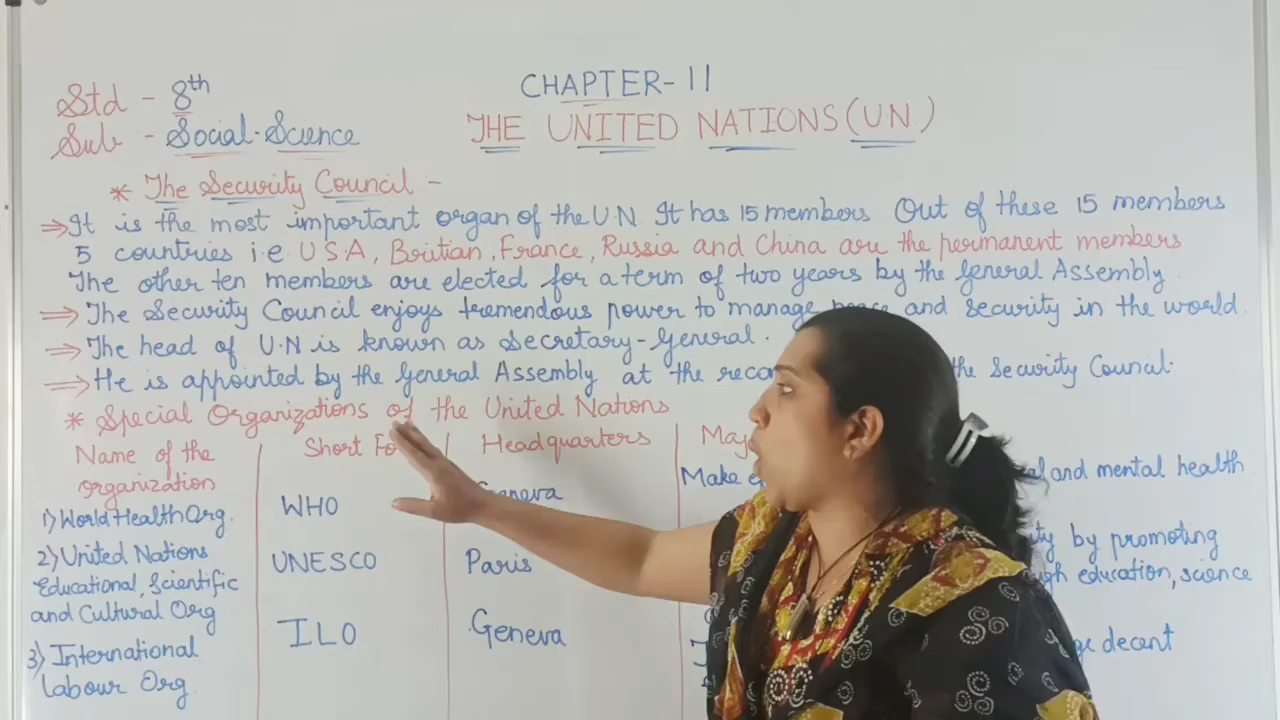 CHAPTER-11
Std - 8th
Sub - Social-Science
THE UNITED NATIONS (UN)
* The Security Council -
⇒ It is the most important organ of the U.N. It has 15 members. Out of these 15 members
5 countries i.e U.S.A, Boitian, France, Russia and China are the permanent members
The other ten members are elected for a term of two years by the General Assembly.
⇒ The Security Council enjoys tremendous power to manage and security in the world.
⇒ The head of U.N is known as Secretary-General.
⇒ He is appointed by the General Assembly at the the Security Council.
* Special Organizations of the United Nations
Name of the organization Short Headquarters
1) World Health Org. WHO Geneva Make and mental health
2) United Nations Educational, Scientific and Cultural Org UNESCO Paris by promoting education, science
3) International Labour Org. ILO Geneva decent